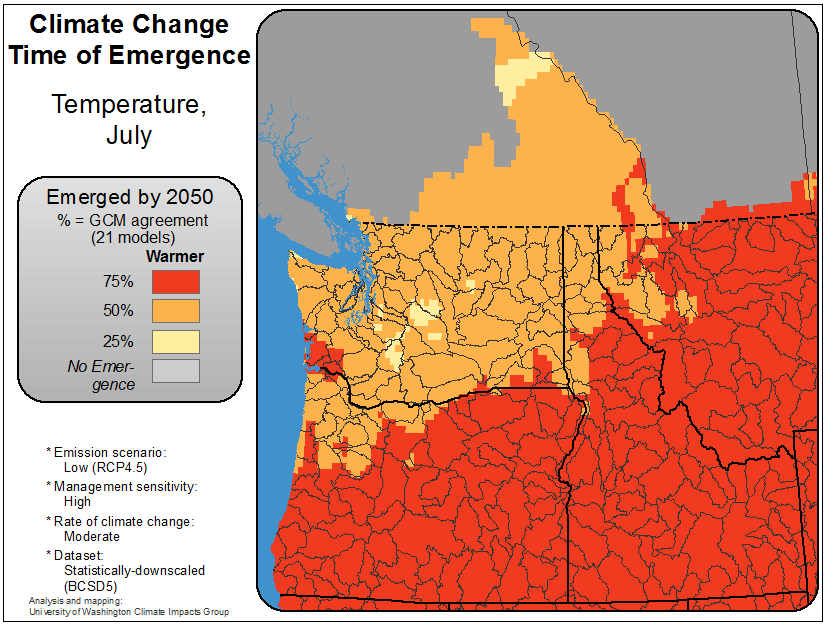 Climate Change
Time of Emergence
Temperature,
July
Emerged by 2050
% = GCM agreement
(21 models)
Warmer
75%
50%
25%
No Emer-
gence
* Emission scenario:
Low (RCP4.5)
* Management sensitivity:
High
* Rate of climate change:
Moderate
* Dataset:
Statistically-downscaled
(BCSD5)
Analysis and mapping:
University of Washington Climate Impacts Group